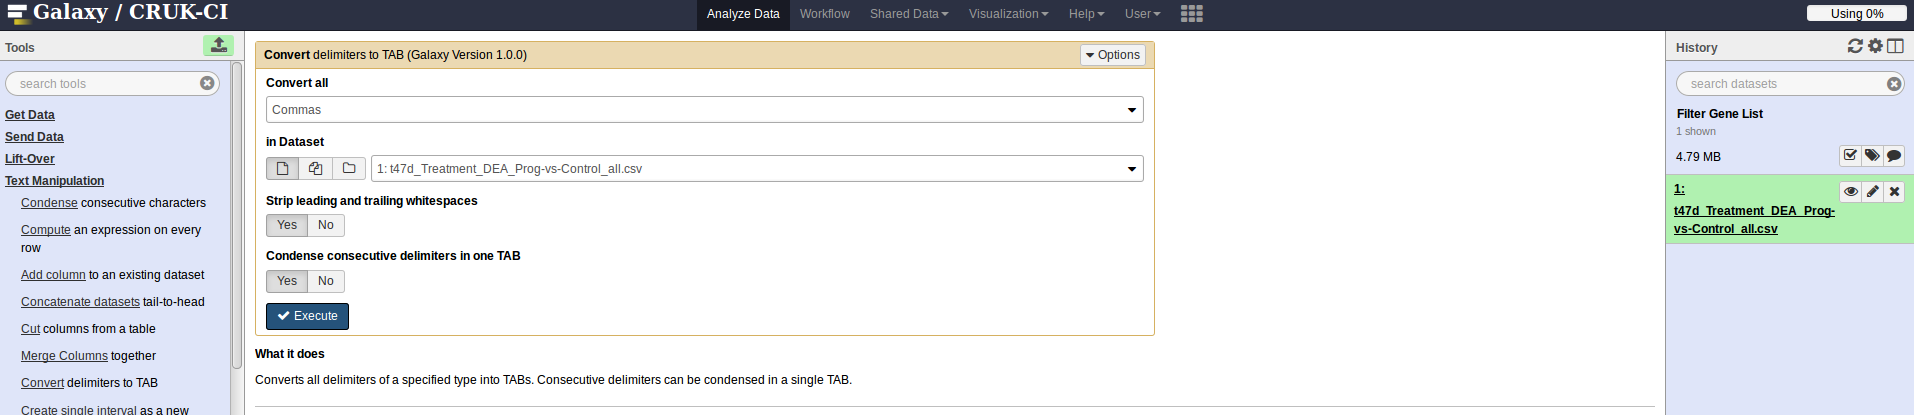 Galaxy / CRUK-CI
Analyze Data Workflow Shared Data Visualization Help User
Using 0%
Tools
search tools
Get Data
Send Data
Lift-Over
Text Manipulation
Condense consecutive characters
Compute an expression on every
row
Add column to an existing dataset
Concatenate datasets tail-to-head
Cut columns from a table
Merge Columns together
Convert delimiters to TAB
Create single interval as a new
Convert delimiters to TAB (Galaxy Version 1.0.0)
Options
Convert all
Commas
in Dataset
1: t47d_Treatment_DEA_Prog-vs-Control_all.csv
Strip leading and trailing whitespaces
Yes No
Condense consecutive delimiters in one TAB
Yes No
Execute
What it does
Converts all delimiters of a specified type into TABs. Consecutive delimiters can be condensed in a single TAB.
History
search datasets
Filter Gene List
1 shown
4.79 MB
1:
t47d_Treatment_DEA_Prog-
vs-Control_all.csv